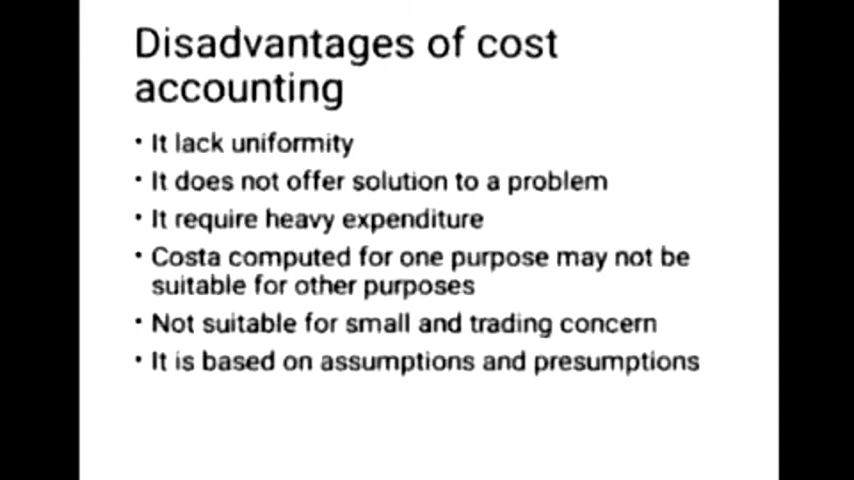 Disadvantages of cost
accounting
• It lack uniformity
• It does not offer solution to a problem
• It require heavy expenditure
• Costa computed for one purpose may not be
suitable for other purposes
• Not suitable for small and trading concern
• It is based on assumptions and presumptions